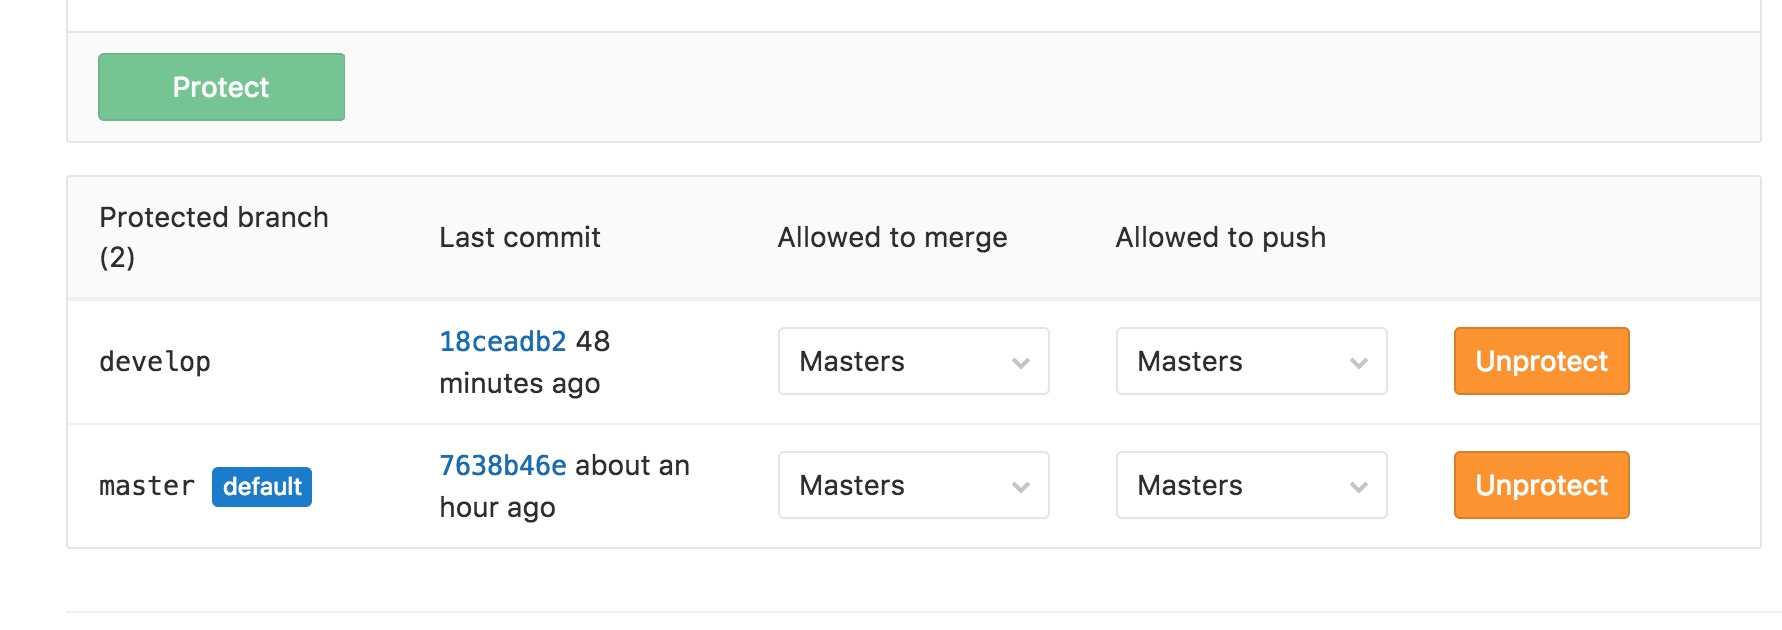 Protect
Protected branch
(2)
Last commit
Allowed to merge
Allowed to push
develop
18ceadb2 48
minutes ago
Masters
Masters
Unprotect
master default
7638b46e about an
hour ago
Masters
Masters
Unprotect